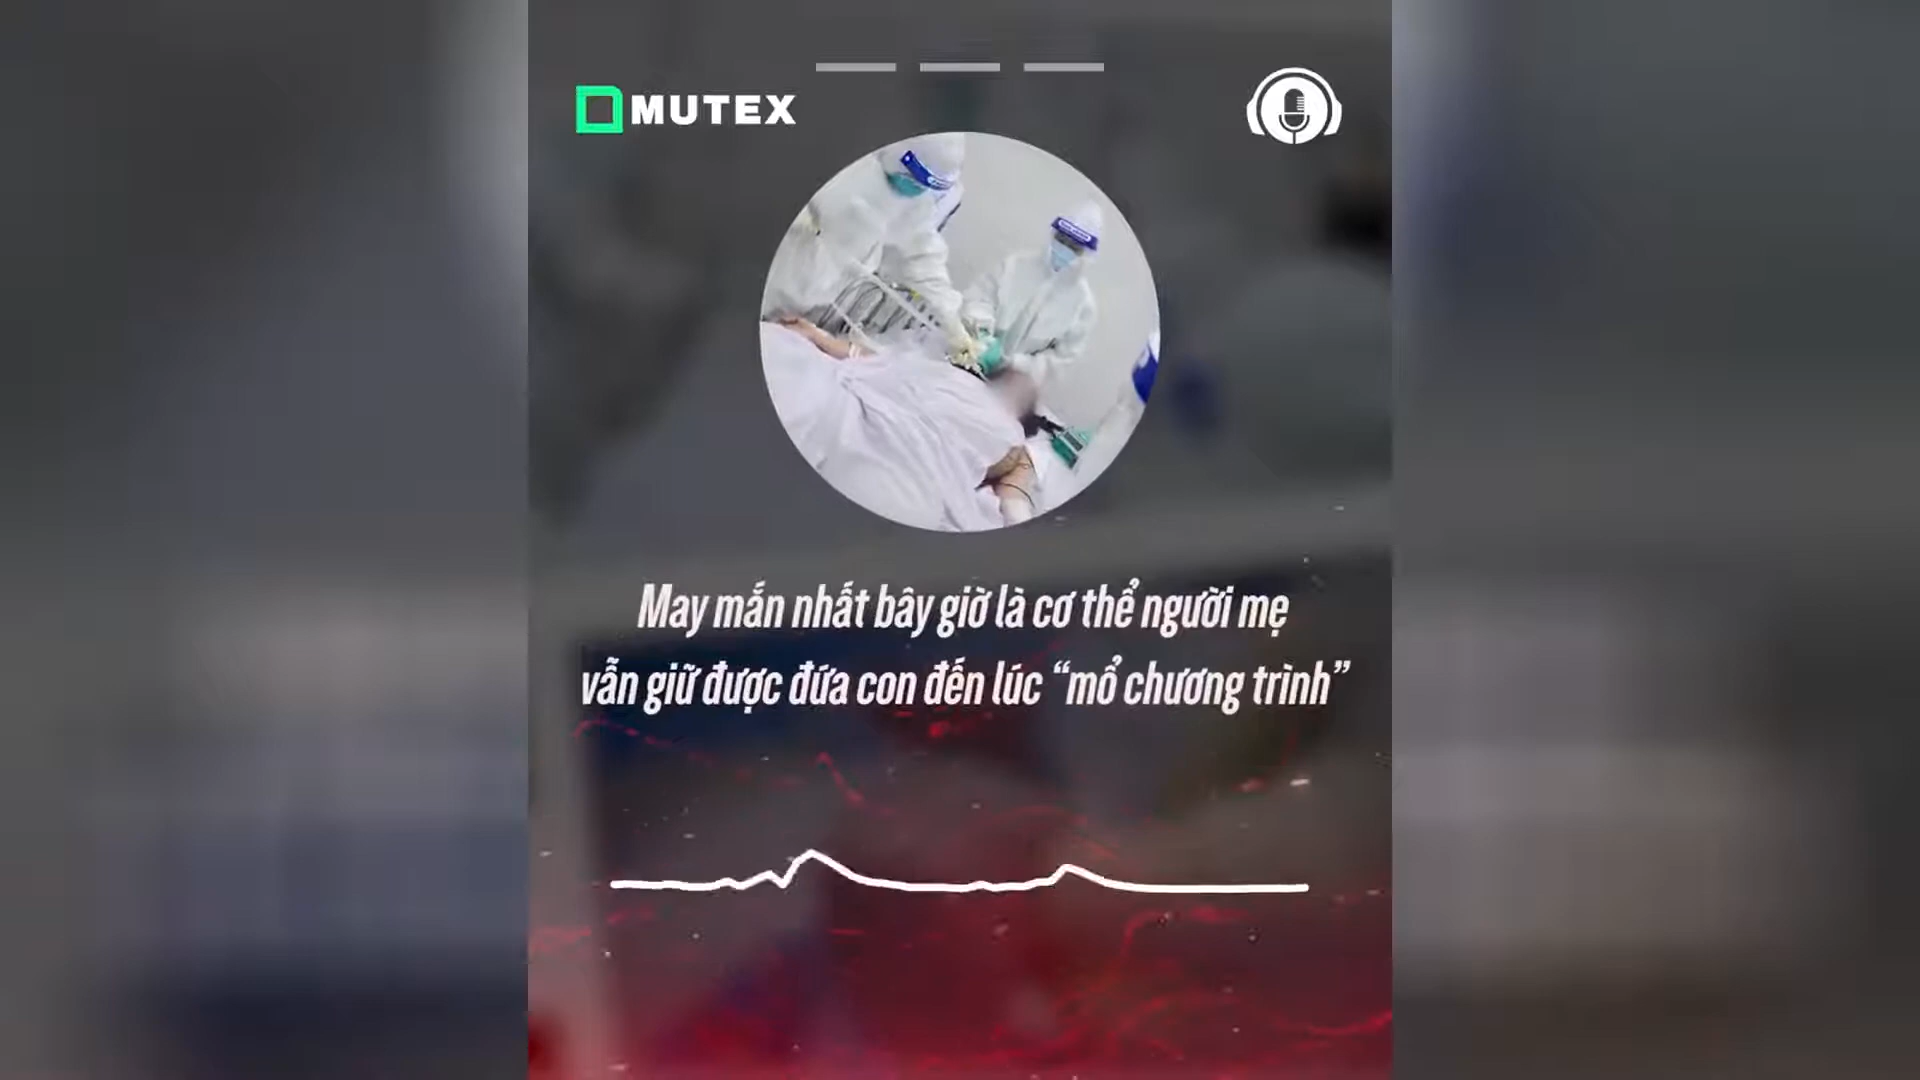 MUTEX
May mắn nhất bây giờ là cơ thể người mẹ
vẫn giữ được đứa con đến lúc “mổ chương trình”